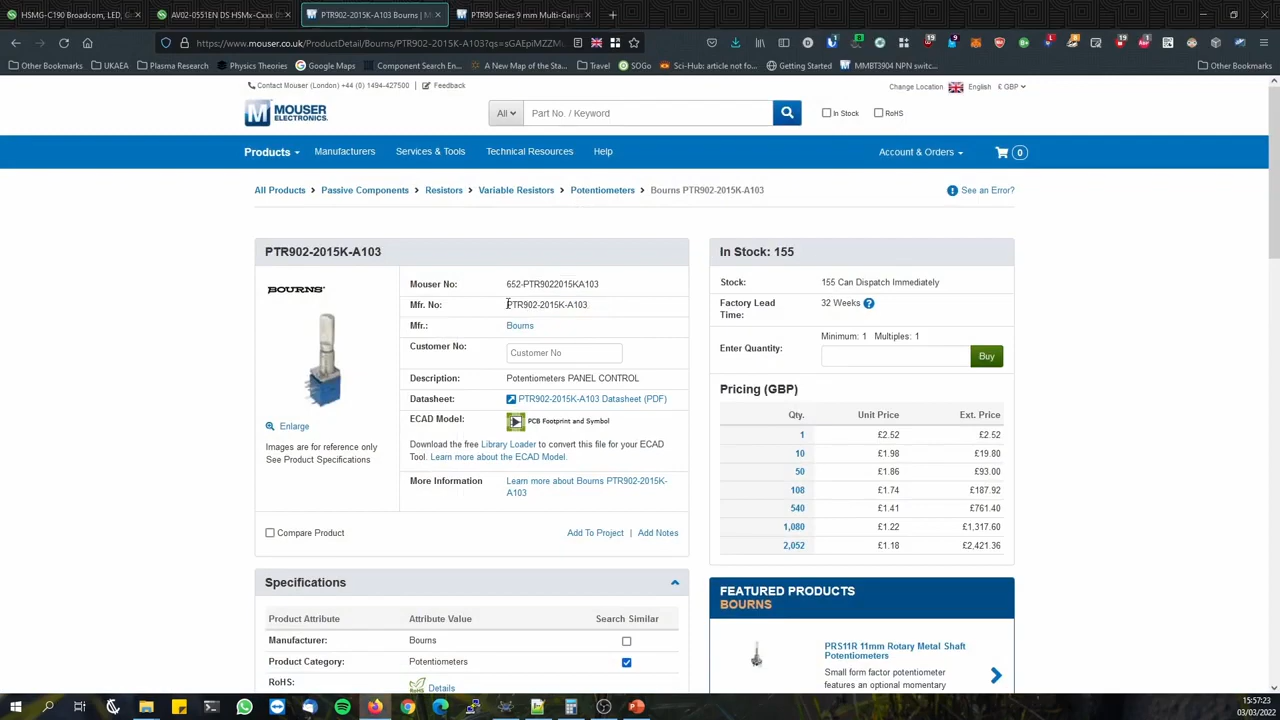 HSMG-C190 Broadcom, LED,
AV02-0551EN DS HSMx-Cxxx
PTR902-2015K-A103 Bourns | M
PTR90 Series 9 mm Multi-Gang
https://www.mouser.co.uk/ProductDetail/Bourns/PTR902-2015K-A103?qs=sGAEpiMZZMu
Other Bookmarks
UKAEA
Plasma Research
Physics Theories
Google Maps
Component Search En...
A New Map of the Sta...
Travel
SOGo
Sci-Hub: article not fo...
Getting Started
MMBT3904 NPN switc...
Other Bookmarks
Contact Mouser (London) +44 (0) 1494-427500 | Feedback
Change Location English £ GBP
MOUSER
ELECTRONICS
All
Part No. / Keyword
In Stock
RoHS
Products
Manufacturers
Services & Tools
Technical Resources
Help
Account & Orders
0
All Products
Passive Components
Resistors
Variable Resistors
Potentiometers
Bourns PTR902-2015K-A103
See an Error?
PTR902-2015K-A103
BOURNS
Enlarge
Images are for reference only
See Product Specifications
Mouser No: 652-PTR9022015KA103
Mfr. No: PTR902-2015K-A103
Mfr.: Bourns
Customer No: Customer No
Description: Potentiometers PANEL CONTROL
Datasheet: PTR902-2015K-A103 Datasheet (PDF)
ECAD Model: PCB Footprint and Symbol
Download the free Library Loader to convert this file for your ECAD
Tool. Learn more about the ECAD Model.
More Information Learn more about Bourns PTR902-2015K-
A103
Compare Product
Add To Project | Add Notes
Specifications
Product Attribute Attribute Value Search Similar
Manufacturer: Bourns
Product Category: Potentiometers
RoHS: Details
In Stock: 155
Stock: 155 Can Dispatch Immediately
Factory Lead 32 Weeks
Time:
Minimum: 1 Multiples: 1
Enter Quantity:
Buy
Pricing (GBP)
Qty. Unit Price Ext. Price
1 £2.52 £2.52
10 £1.98 £19.80
50 £1.86 £93.00
108 £1.74 £187.92
540 £1.41 £761.40
1,080 £1.22 £1,317.60
2,052 £1.18 £2,421.36
FEATURED PRODUCTS
BOURNS
PRS11R 11mm Rotary Metal Shaft
Potentiometers
Small form factor potentiometer
features an optional momentary
15:57:23
03/03/2022